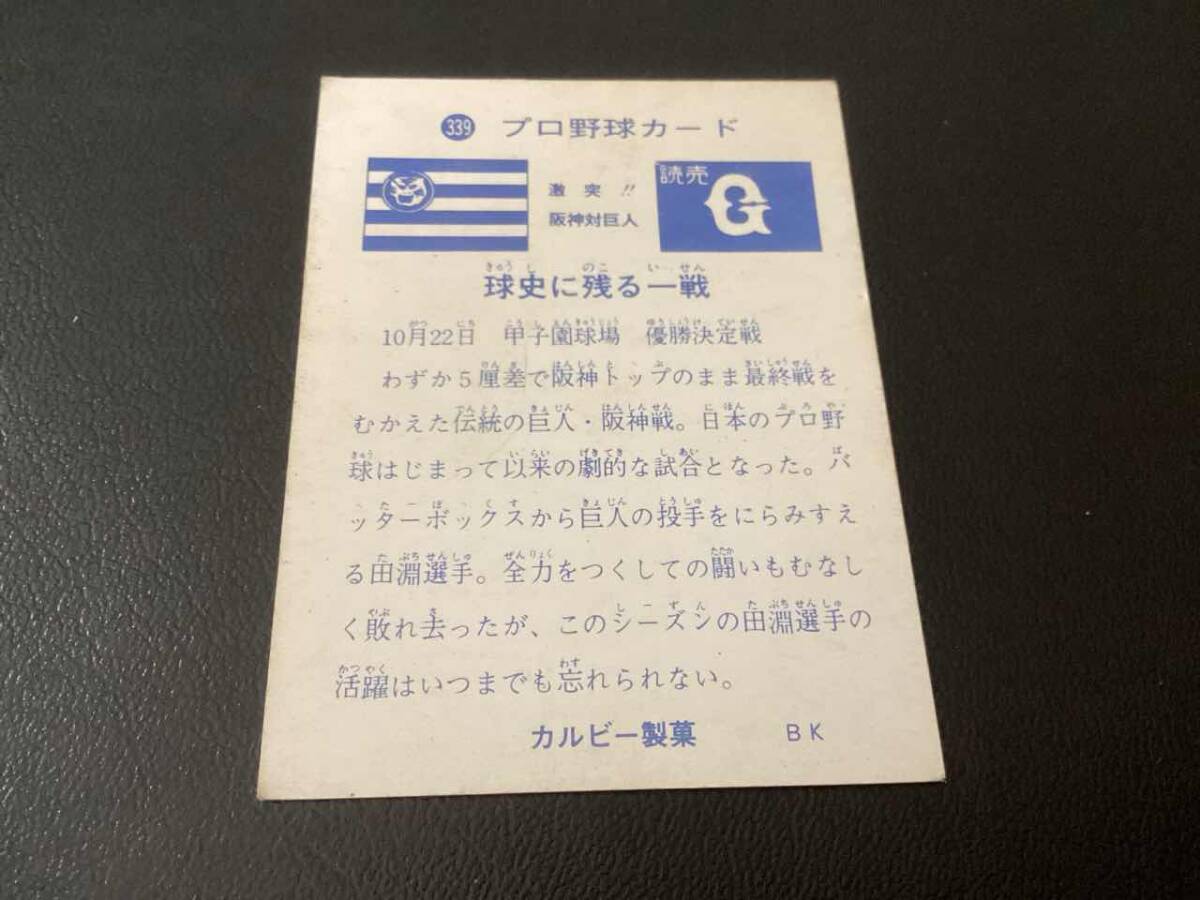 339 プロ野球カード
激突!!
阪神対巨人
読売
G
球史に残る一戦
10月22日 甲子園球場 優勝決定戦
わずか5厘差で阪神トップのまま最終戦を
むかえた伝統の巨人・阪神戦。日本のプロ野
球はじまって以来の劇的な試合となった。バ
ッターボックスから巨人の投手をにらみすえ
る田淵選手。全力をつくしての闘いもむなし
く敗れ去ったが、このシーズンの田淵選手の
活躍はいつまでも忘れられない。
カルビー製菓 BK